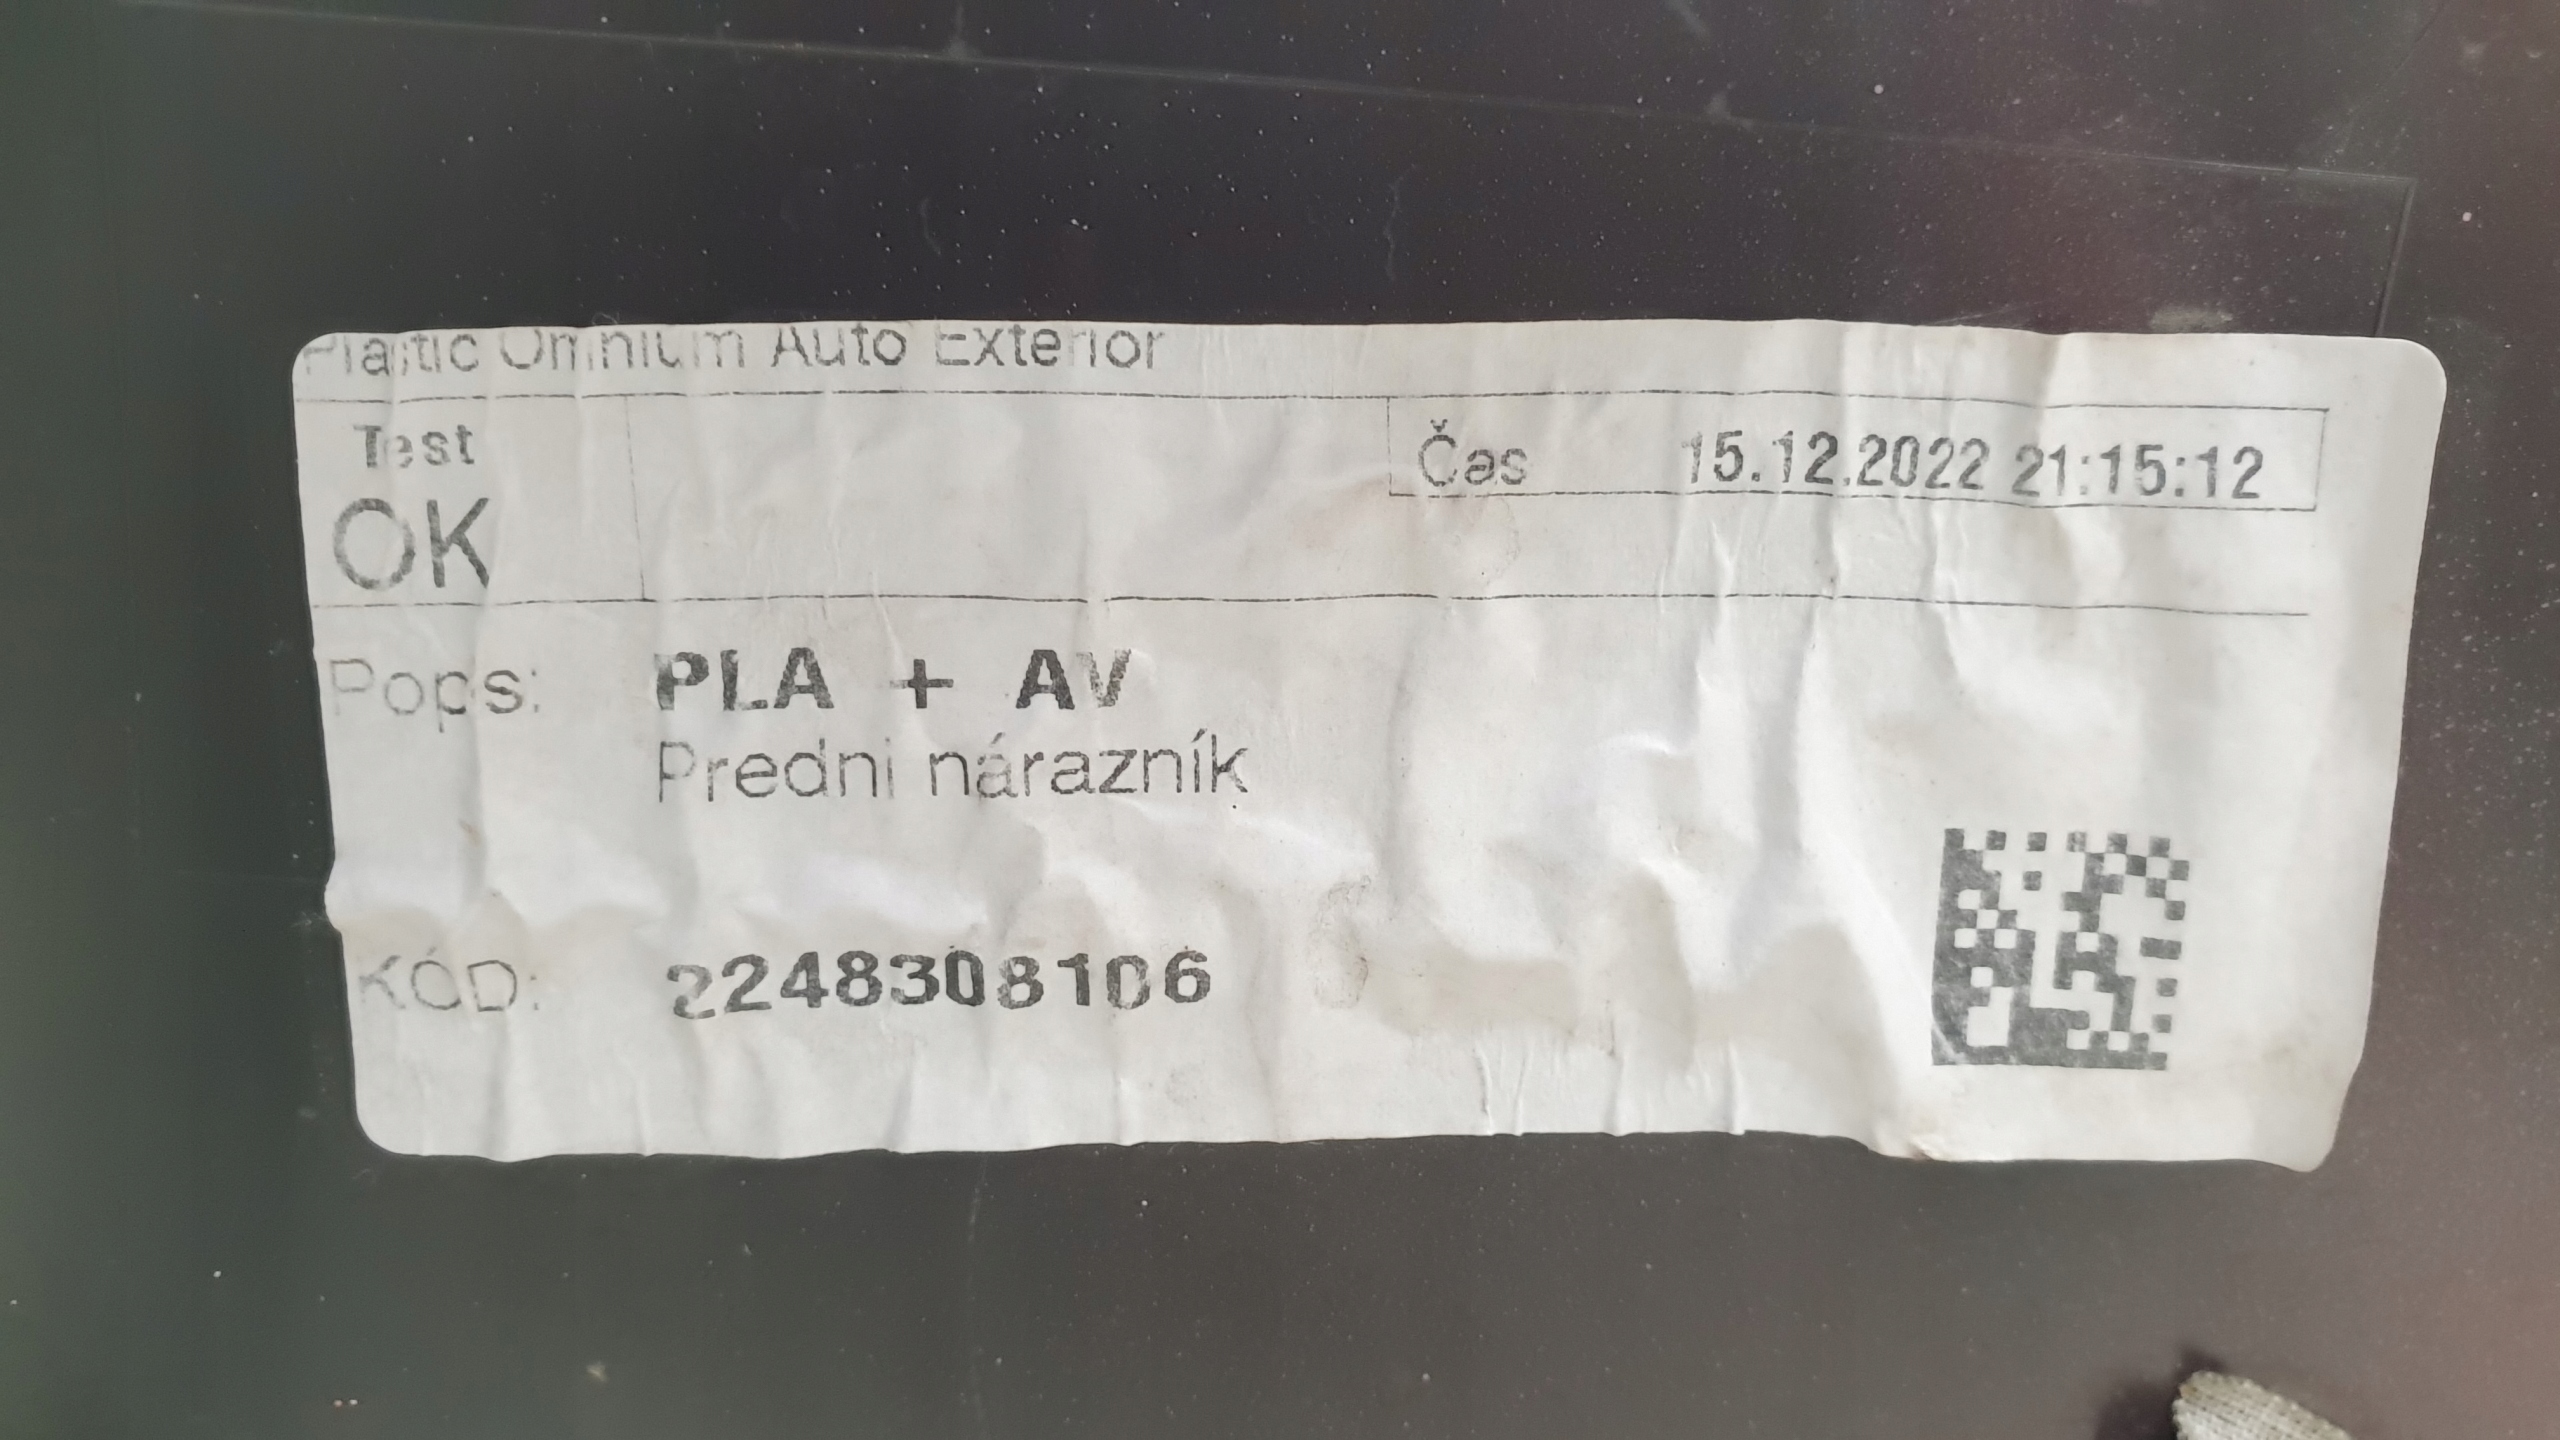 Plastic Omnium Auto Exterior
Test
OK
Čas 15.12.2022 21:15:12
Pops: PLA + AV
Predni nárazník
KÓD: 2248308106